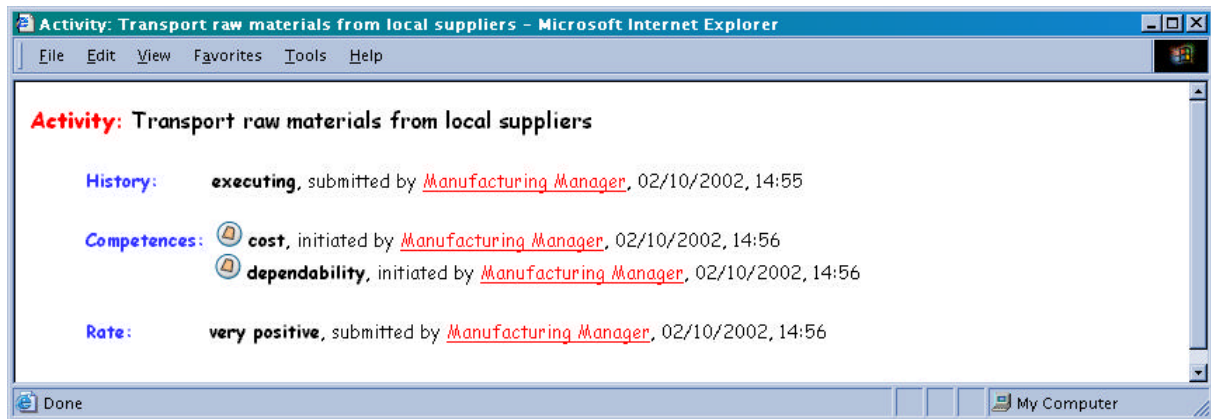 Activity: Transport raw materials from local suppliers - Microsoft Internet Explorer
File Edit View Favorites Tools Help
Activity: Transport raw materials from local suppliers
History: executing, submitted by Manufacturing Manager, 02/10/2002, 14:55
Competences: cost, initiated by Manufacturing Manager, 02/10/2002, 14:56
dependability, initiated by Manufacturing Manager, 02/10/2002, 14:56
Rate: very positive, submitted by Manufacturing Manager, 02/10/2002, 14:56
Done My Computer